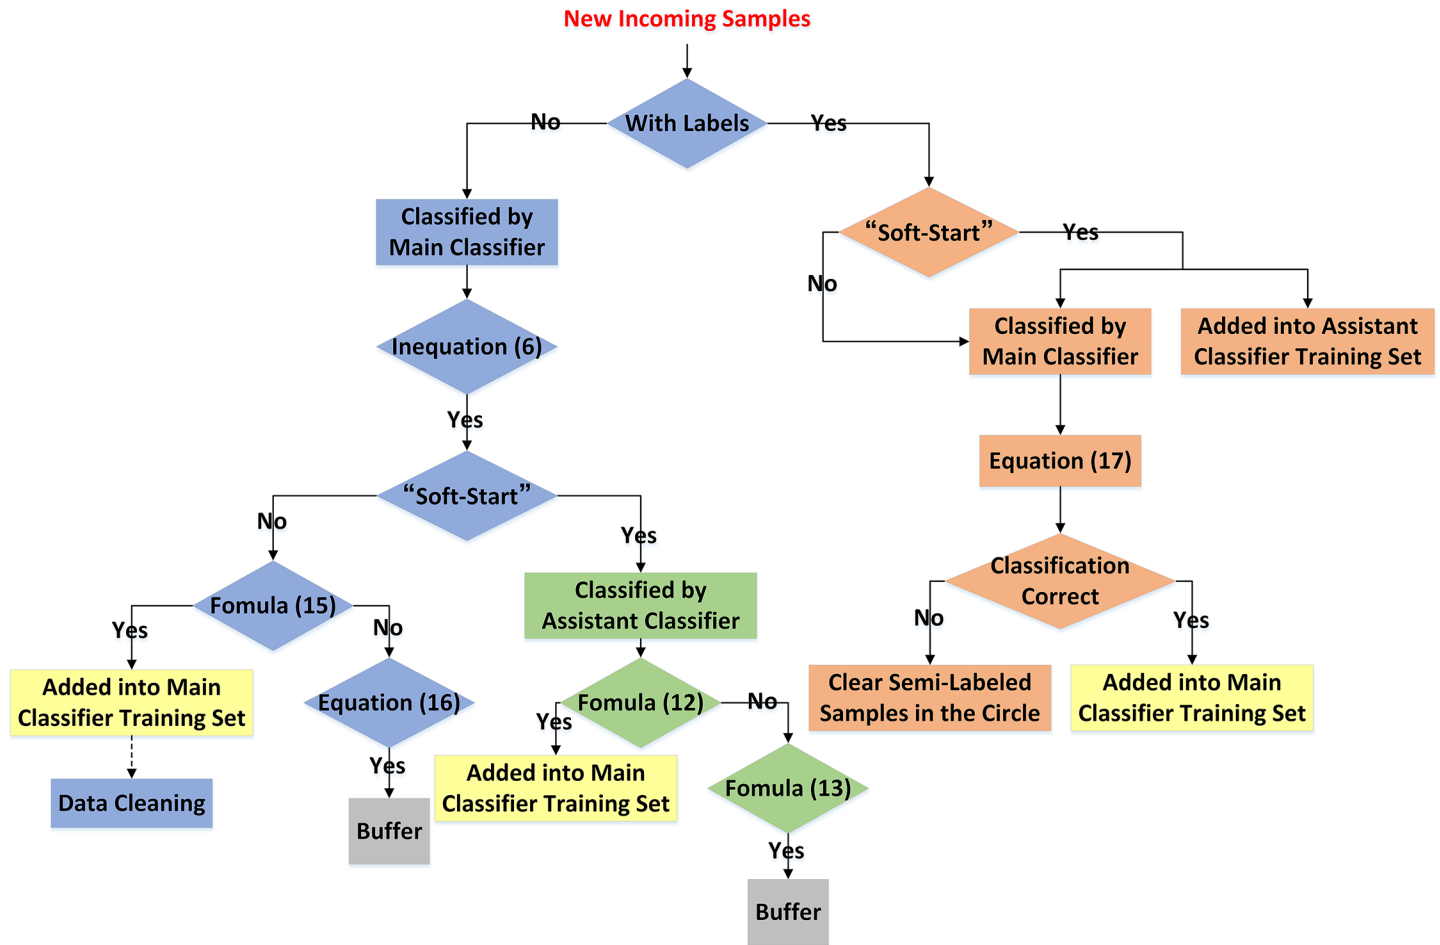 New Incoming Samples
With Labels
No
Yes
Classified by
Main Classifier
“Soft-Start”
Yes
No
Inequation (6)
Classified by
Main Classifier
Added into Assistant
Classifier Training Set
Yes
Equation (17)
“Soft-Start”
No
Yes
Classification
Correct
Classified by
Assistant Classifier
Fomula (15)
Yes
No
No
Yes
Added into Main
Classifier Training Set
Equation (16)
Fomula (12)
Yes
No
Clear Semi-Labeled
Samples in the Circle
Added into Main
Classifier Training Set
Data Cleaning
Yes
Added into Main
Classifier Training Set
Fomula (13)
Buffer
Yes
Buffer